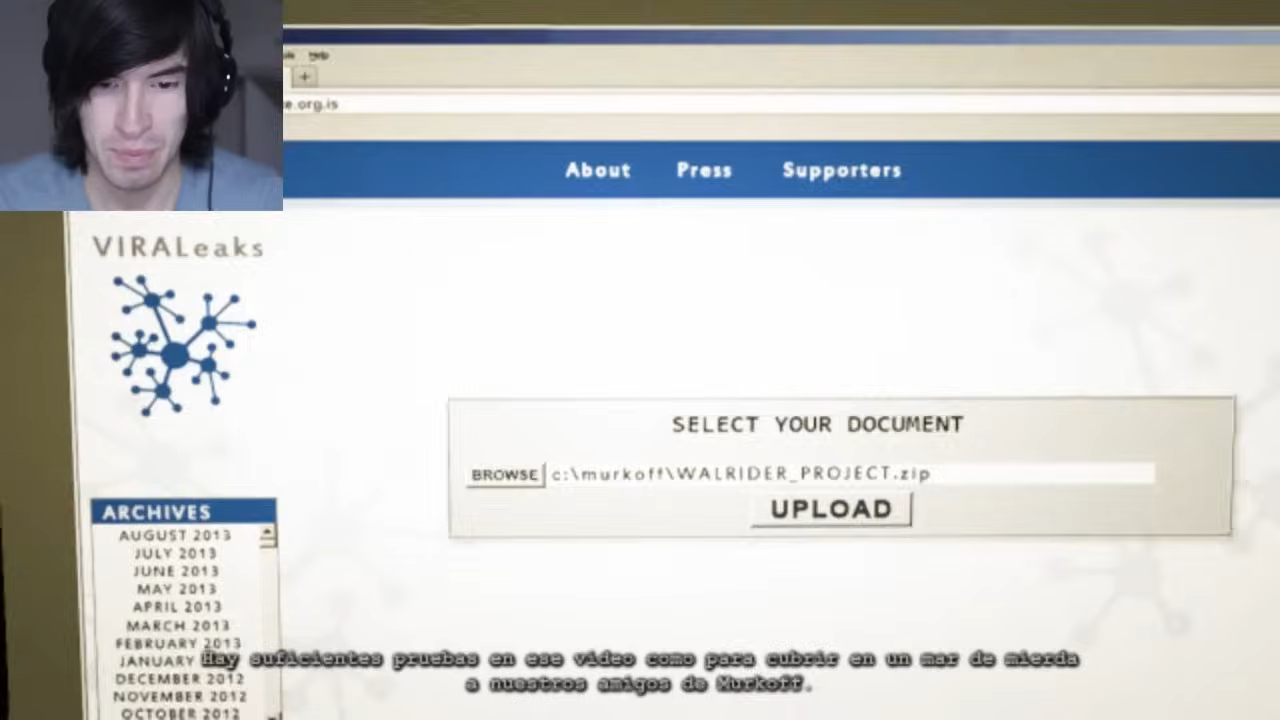 Help
+
e.org.is
About Press Supporters
VIRALeaks
SELECT YOUR DOCUMENT
BROWSE c:\murkoff\WALRIDER_PROJECT.zip
UPLOAD
ARCHIVES
AUGUST 2013
JULY 2013
JUNE 2013
MAY 2013
APRIL 2013
MARCH 2013
FEBRUARY 2013
JANUARY
DECEMBER 2012
NOVEMBER 2012
OCTOBER 2012
Hay suficientes pruebas en ese vídeo como para cubrir en un mar de mierda
a nuestros amigos de Murkoff.